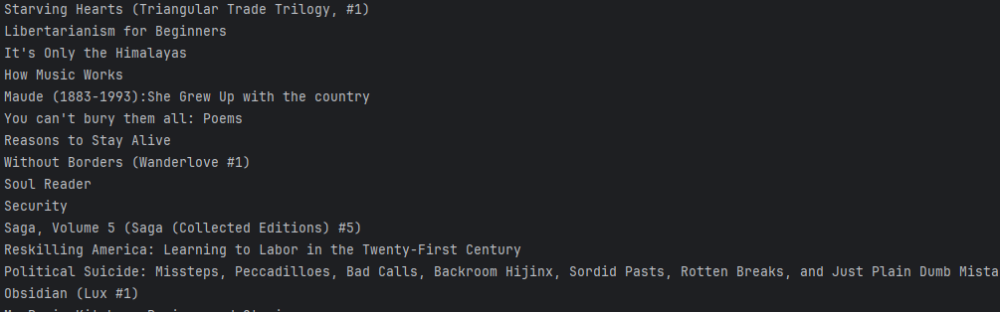 Starving Hearts (Triangular Trade Trilogy, #1)
Libertarianism for Beginners
It's Only the Himalayas
How Music Works
Maude (1883-1993):She Grew Up with the country
You can't bury them all: Poems
Reasons to Stay Alive
Without Borders (Wanderlove #1)
Soul Reader
Security
Saga, Volume 5 (Saga (Collected Editions) #5)
Reskilling America: Learning to Labor in the Twenty-First Century
Political Suicide: Missteps, Peccadilloes, Bad Calls, Backroom Hijinx, Sordid Pasts, Rotten Breaks, and Just Plain Dumb Mista
Obsidian (Lux #1)